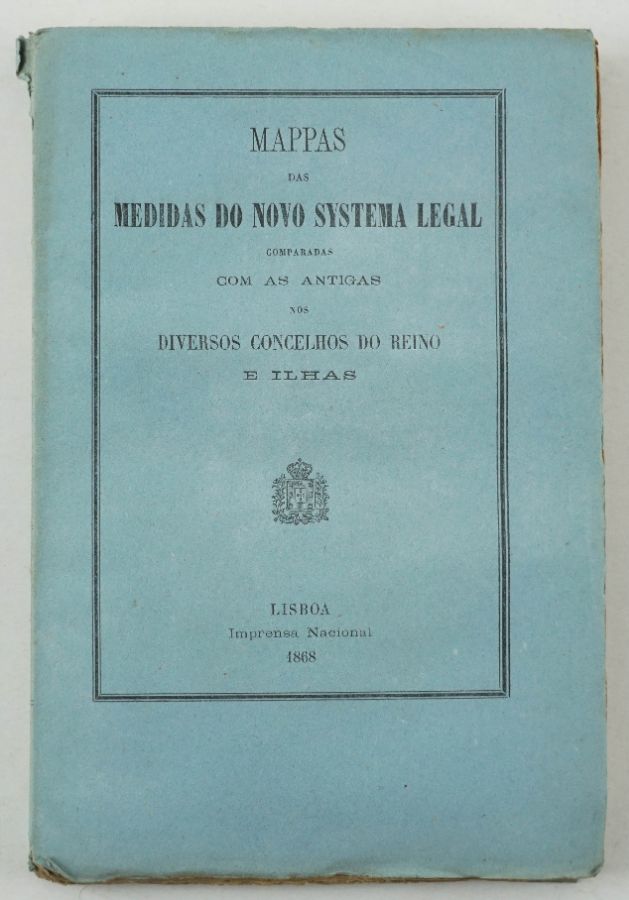 MAPPAS
DAS
MEDIDAS DO NOVO SYSTEMA LEGAL
COMPARADAS
COM AS ANTIGAS
NOS
DIVERSOS CONCELHOS DO REINO
E ILHAS
LISBOA
Imprensa Nacional
1868